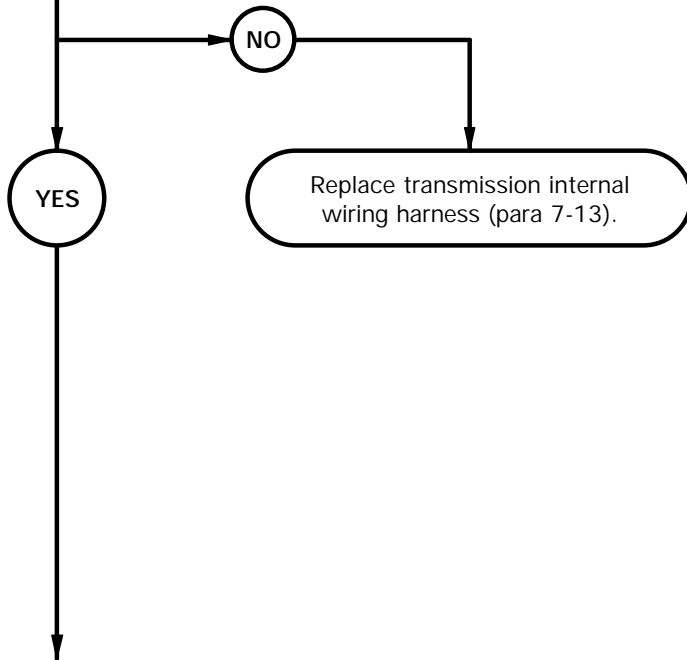 NO
YES
Replace transmission internal
wiring harness (para 7-13).